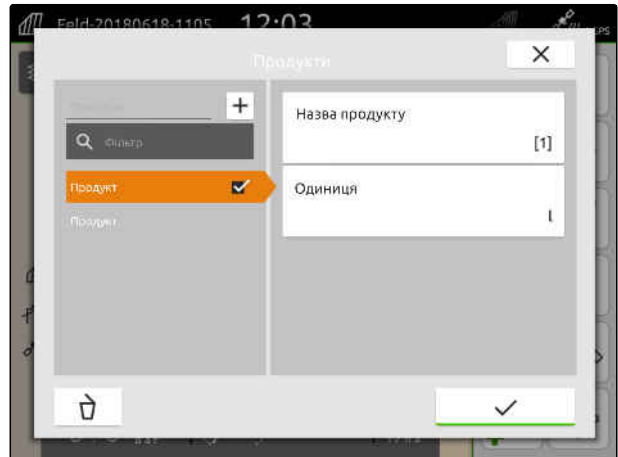 Feld-20180618-1105 12:03
Продукти
Фільтр
Продукт
Продукт
Назва продукту
[1]
Одиниця
l